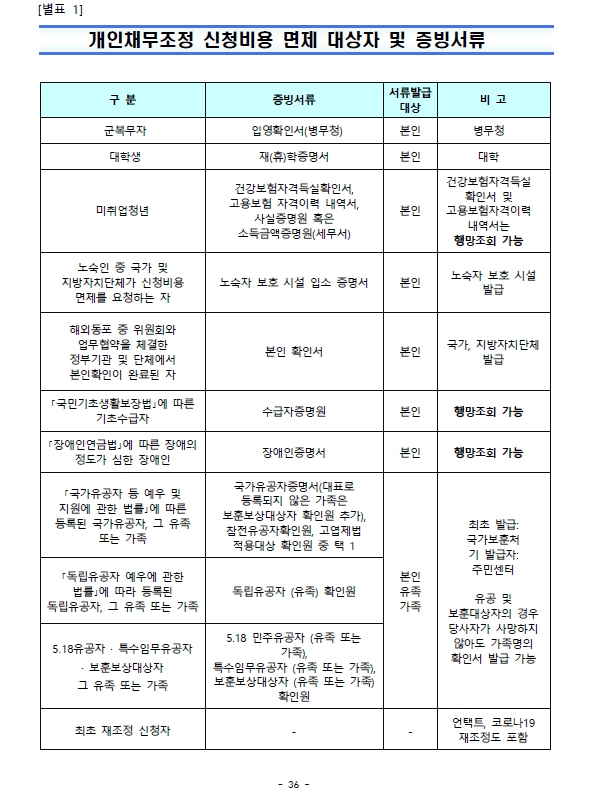 [별표 1]
개인채무조정 신청비용 면제 대상자 및 증빙서류
구 분
증빙서류
서류발급
대상
비 고
군복무자
입영확인서(병무청)
본인
병무청
대학생
재(휴)학증명서
본인
대학
미취업청년
건강보험자격득실확인서,
고용보험 자격이력 내역서,
사실증명원 혹은
소득금액증명원(세무서)
본인
건강보험자격득실
확인서 및
고용보험자격이력
내역서는
행망조회 가능
노숙인 중 국가 및
지방자치단체가 신청비용
면제를 요청하는 자
노숙자 보호 시설 입소 증명서
본인
노숙자 보호 시설
발급
해외동포 중 위원회와
업무협약을 체결한
정부기관 및 단체에서
본인확인이 완료된 자
본인 확인서
본인
국가, 지방자치단체
발급
「국민기초생활보장법」에 따른
기초수급자
수급자증명원
본인
행망조회 가능
「장애인연금법」에 따른 장애의
정도가 심한 장애인
장애인증명서
본인
행망조회 가능
「국가유공자 등 예우 및
지원에 관한 법률」에 따른
등록된 국가유공자, 그 유족
또는 가족
국가유공자증명서(대표로
등록되지 않은 가족은
보훈보상대상자 확인원 추가),
참전유공자확인원, 고엽제법
적용대상 확인원 중 택 1
본인
유족
가족
최초 발급:
국가보훈처
기 발급자:
주민센터
유공 및
보훈대상자의 경우
당사자가 사망하지
않아도 가족명의
확인서 발급 가능
「독립유공자 예우에 관한
법률」에 따라 등록된
독립유공자, 그 유족 또는 가족
독립유공자 (유족) 확인원
5.18유공자 · 특수임무유공자
· 보훈보상대상자
그 유족 또는 가족
5.18 민주유공자 (유족 또는
가족),
특수임무유공자 (유족 또는 가족),
보훈보상대상자 (유족 또는 가족)
확인원
최초 재조정 신청자
-
-
언택트, 코로나19
재조정도 포함
- 36 -